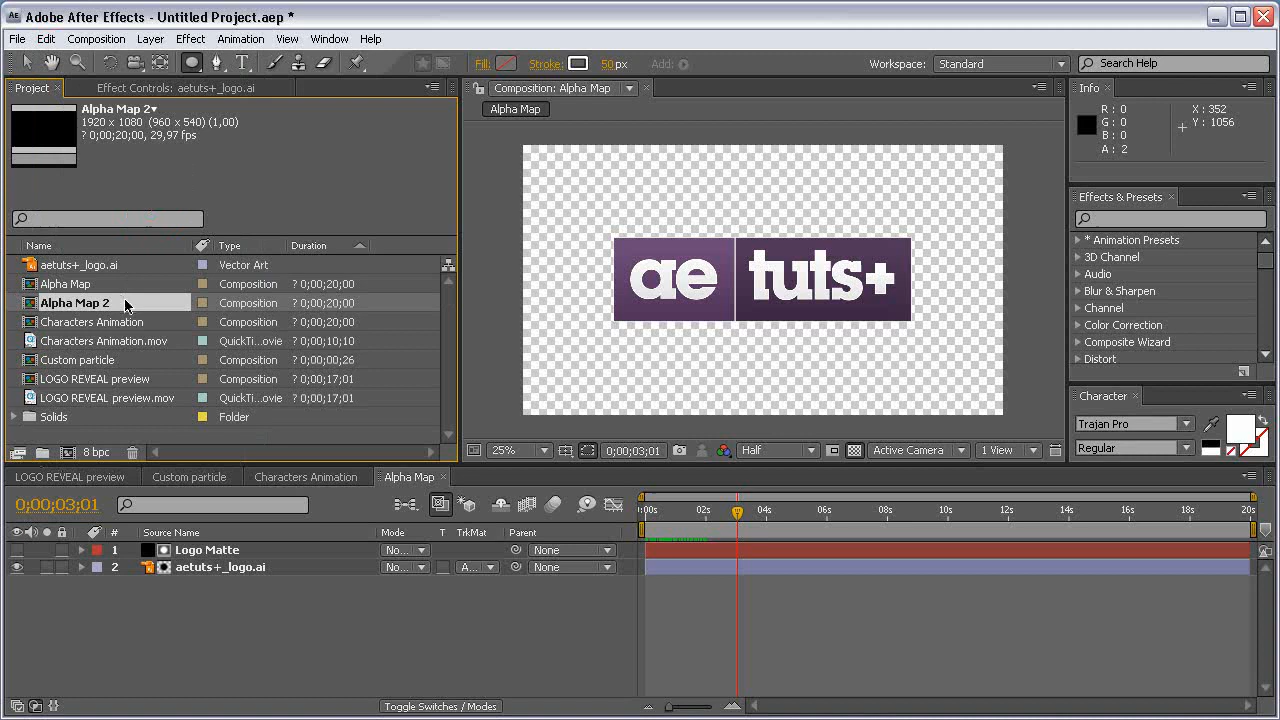 Adobe After Effects - Untitled Project.aep *
File Edit Composition Layer Effect Animation View Window Help
Fill: Stroke: 50 px Add: Workspace: Standard Search Help
Project Effect Controls: aetuts+_logo.ai
Composition: Alpha Map
Alpha Map
Info
Alpha Map 2
1920 x 1080 (960 x 540) (1,00)
? 0;00;20;00, 29,97 fps
R : 0
G : 0
B : 0
A : 2
X : 352
Y : 1056
Effects & Presets
* Animation Presets
3D Channel
Audio
Blur & Sharpen
Channel
Color Correction
Composite Wizard
Distort
Name Type Duration
aetuts+_logo.ai Vector Art
Alpha Map Composition ? 0;00;20;00
Alpha Map 2 Composition ? 0;00;20;00
Characters Animation Composition ? 0;00;20;00
Characters Animation.mov QuickTi...ovie ? 0;00;10;10
Custom particle Composition ? 0;00;00;26
LOGO REVEAL preview Composition ? 0;00;17;01
LOGO REVEAL preview.mov QuickTi...ovie ? 0;00;17;01
Solids Folder
8 bpc
ae tuts+
25% 0;00;03;01 Half Active Camera 1 View
Character
Trajan Pro
Regular
LOGO REVEAL preview Custom particle Characters Animation Alpha Map
0;00;03;01
:00s 02s 04s 06s 08s 10s 12s 14s 16s 18s 20s
# Source Name Mode T TrkMat Parent
1 Logo Matte No... None
2 aetuts+_logo.ai No... A... None
Toggle Switches / Modes